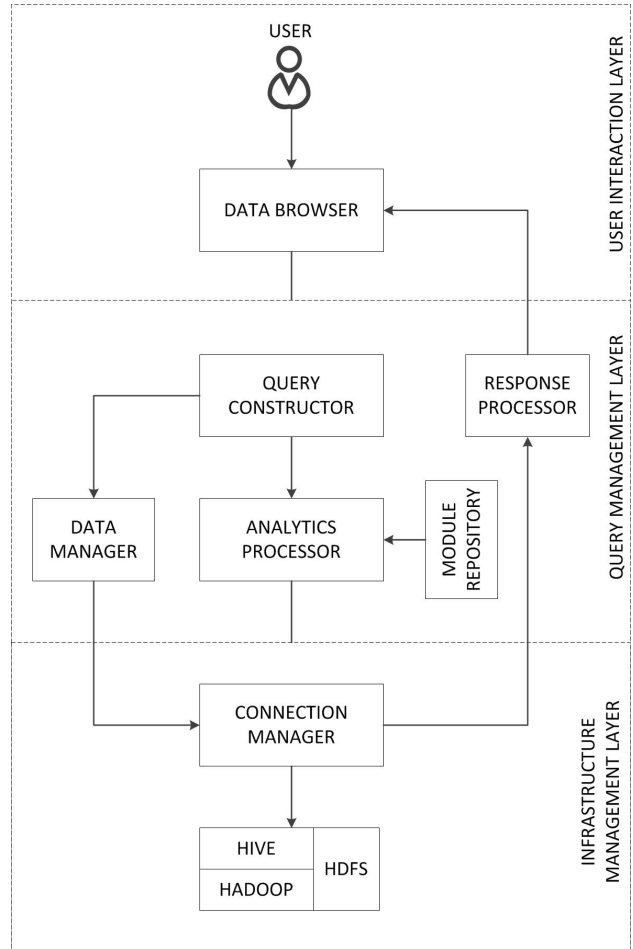 USER
DATA BROWSER
USER INTERACTION LAYER
QUERY
CONSTRUCTOR
RESPONSE
PROCESSOR
DATA
MANAGER
ANALYTICS
PROCESSOR
MODULE
REPOSITORY
QUERY MANAGEMENT LAYER
CONNECTION
MANAGER
HIVE
HADOOP
HDFS
INFRASTRUCTURE
MANAGEMENT LAYER